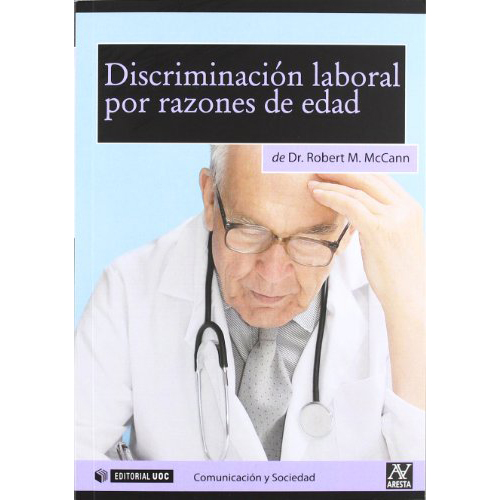 Discriminación laboral
por razones de edad
de Dr. Robert M. McCann
EDITORIAL UOC
Comunicación y Sociedad
ARESTA